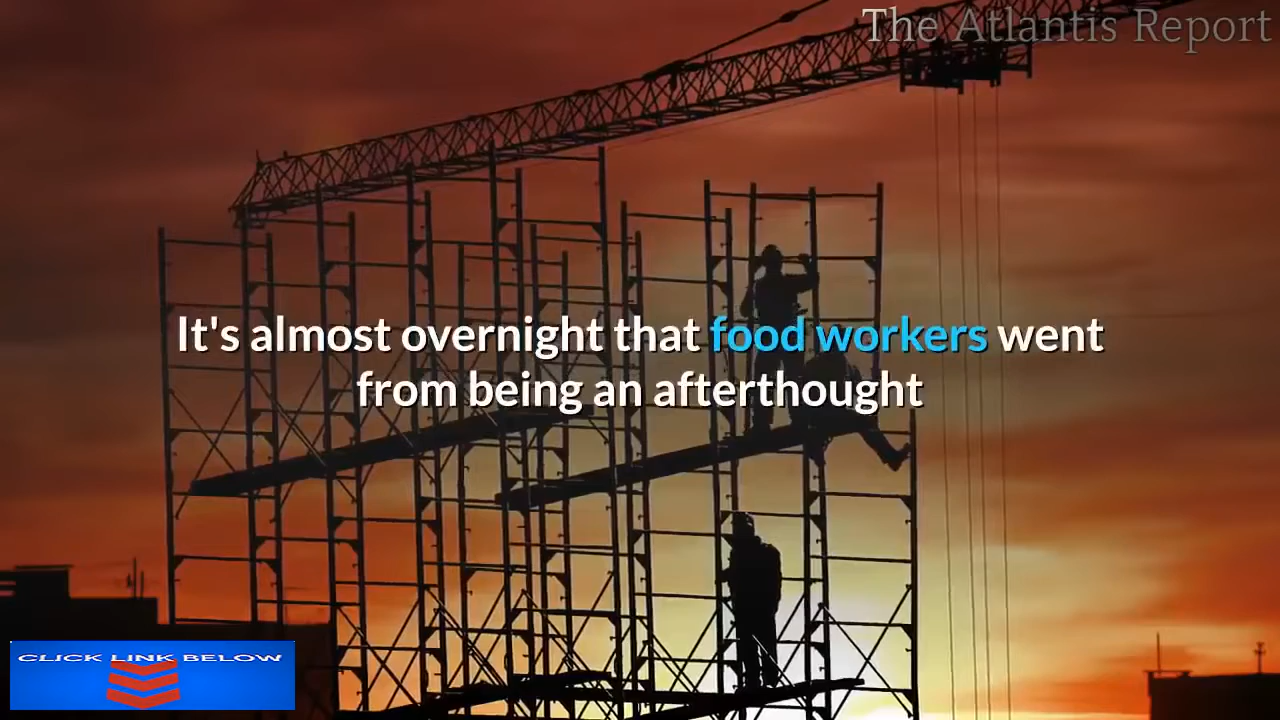 The Atlantis Report
It's almost overnight that food workers went
from being an afterthought
CLICK LINK BELOW